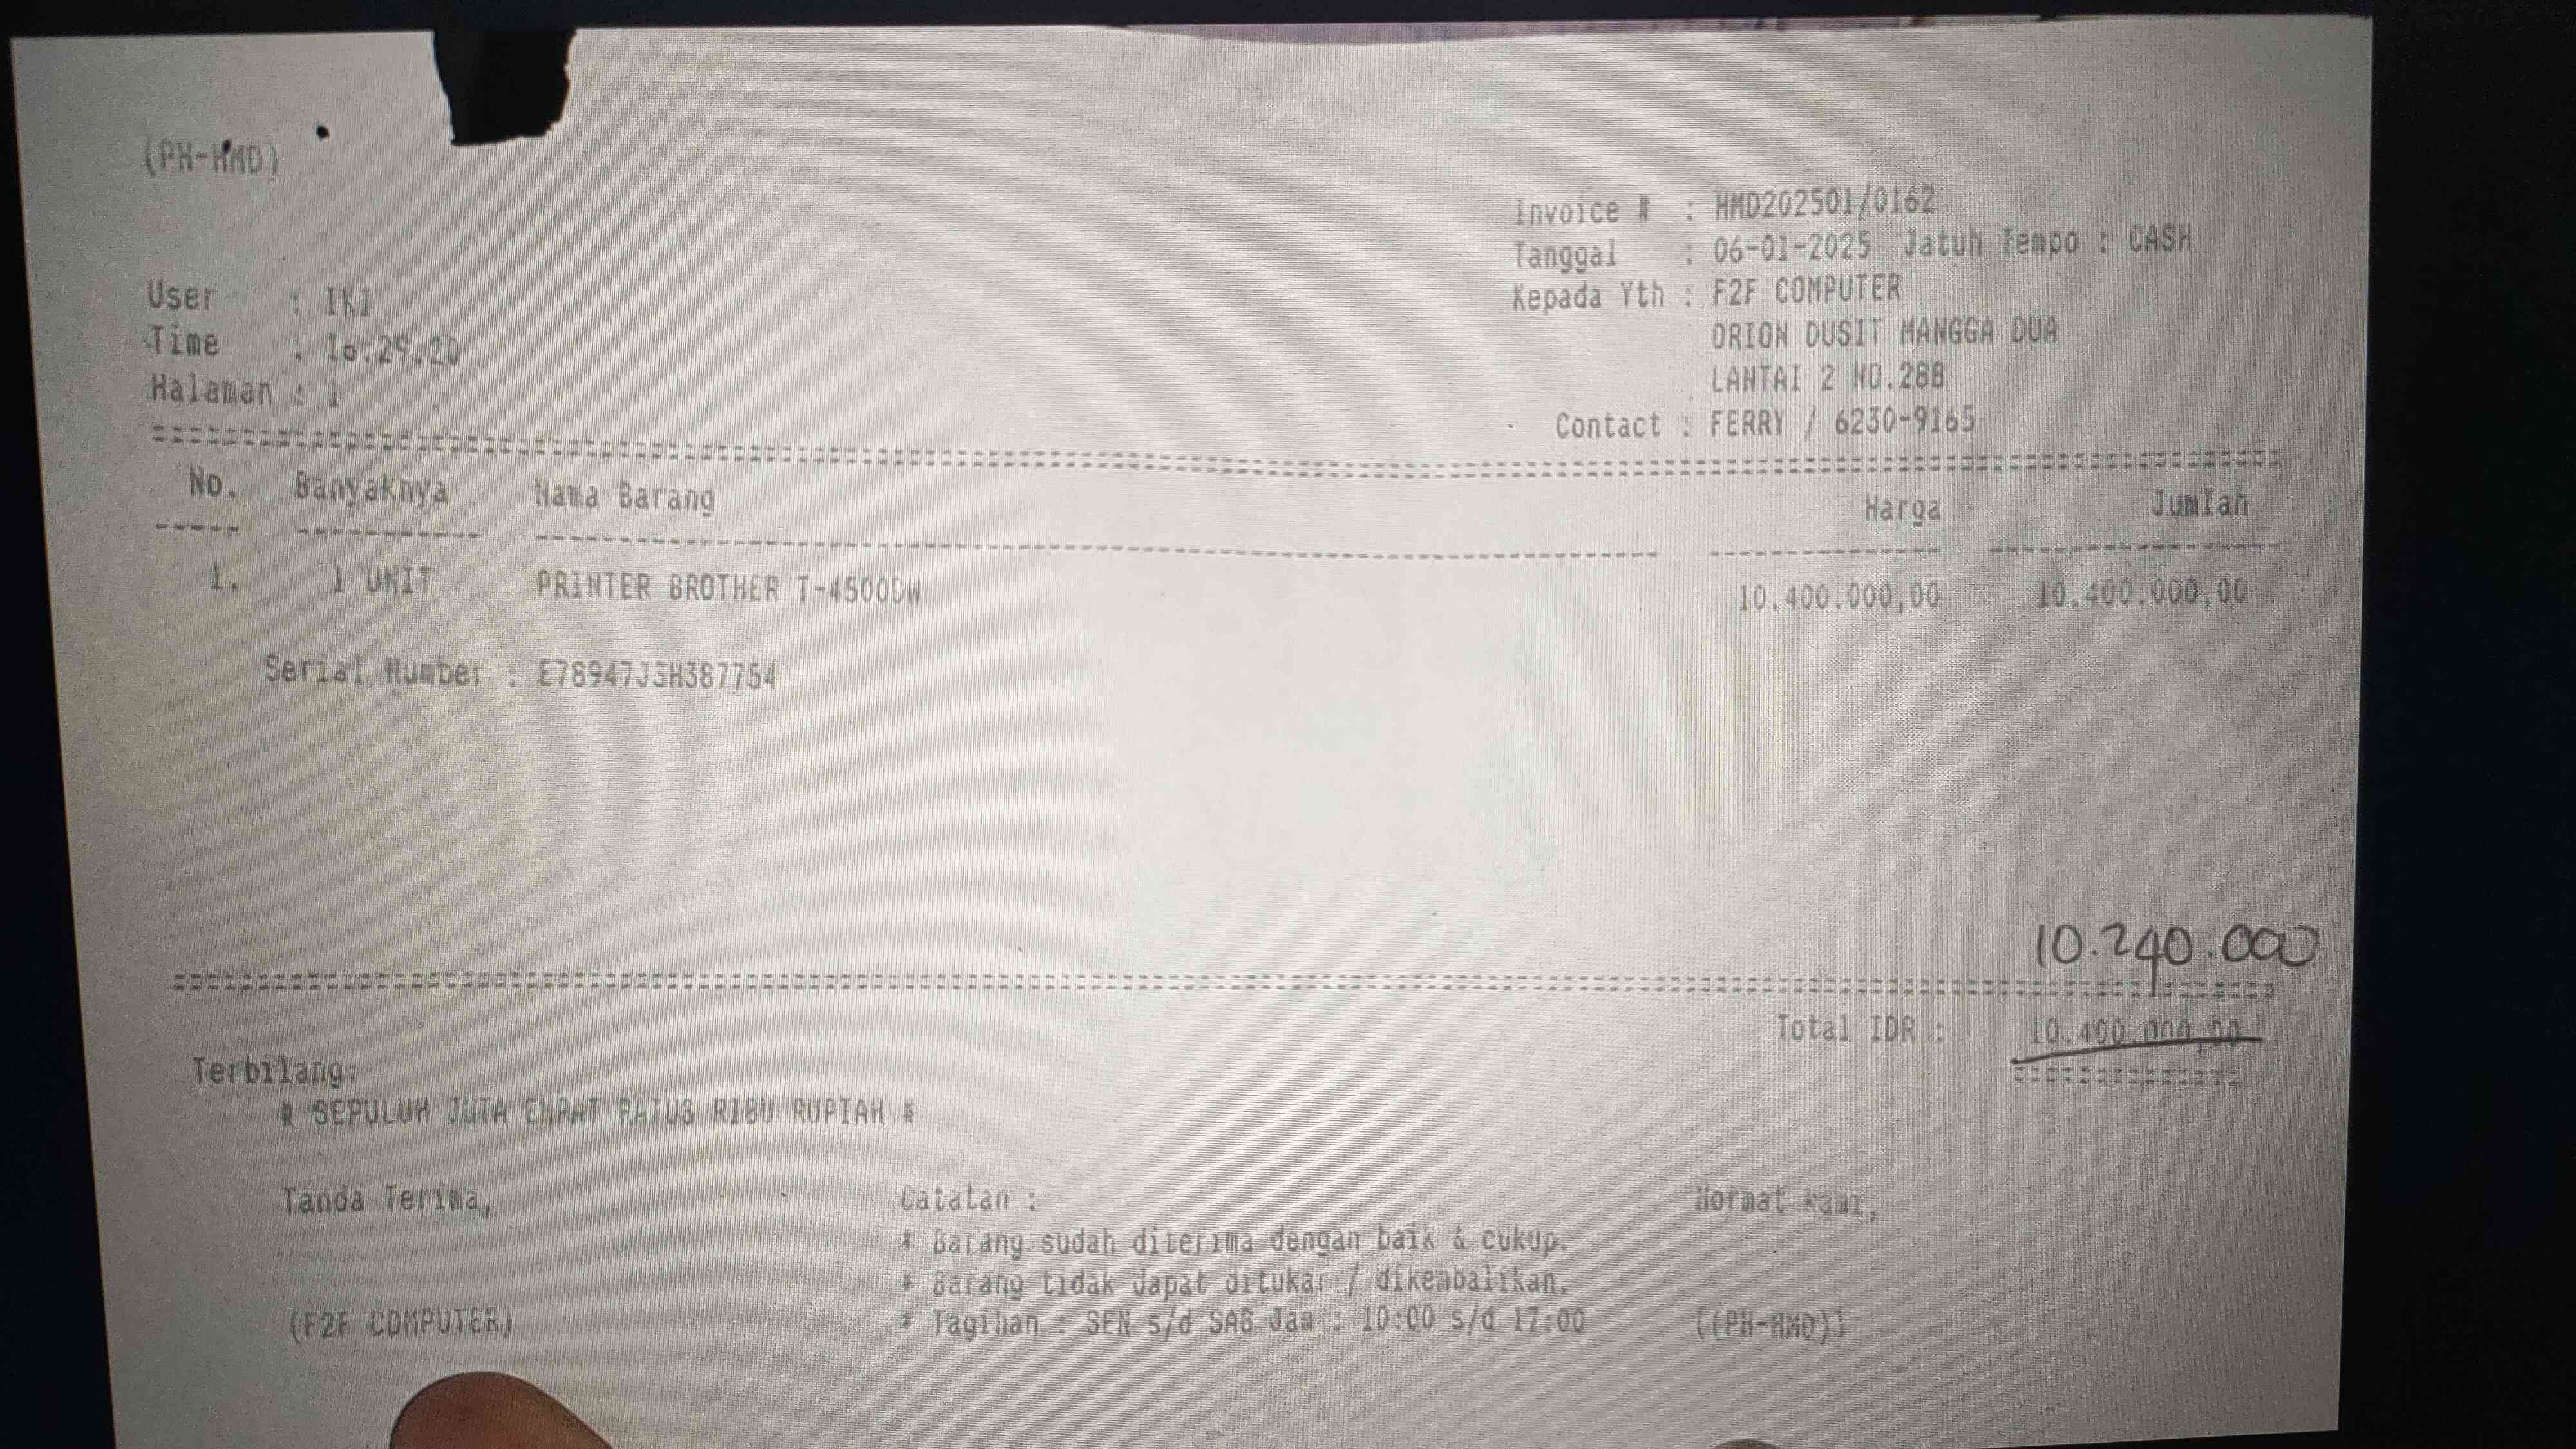 (PH-HMD)
Invoice # : HMD202501/0162
Tanggal : 06-01-2025 Jatuh Tempo : CASH
Kepada Yth : F2F COMPUTER
ORION DUSIT MANGGA DUA
LANTAI 2 NO.288
Contact : FERRY / 6230-9165
User : IKI
Time : 16:29:20
Halaman : 1
No. Banyaknya Nama Barang Harga Jumlah
1. 1 UNIT PRINTER BROTHER T-4500DW 10.400.000,00 10.400.000,00
Serial Number : E78947J3H387754
10.240.000
Total IDR : 10.400.000,00
Terbilang:
# SEPULUH JUTA EMPAT RATUS RIBU RUPIAH #
Tanda Terima, Catatan : Hormat kami,
* Barang sudah diterima dengan baik & cukup.
* Barang tidak dapat ditukar / dikembalikan.
(F2F COMPUTER) * Tagihan : SEN s/d SAB Jam : 10:00 s/d 17:00 ((PH-HMD))